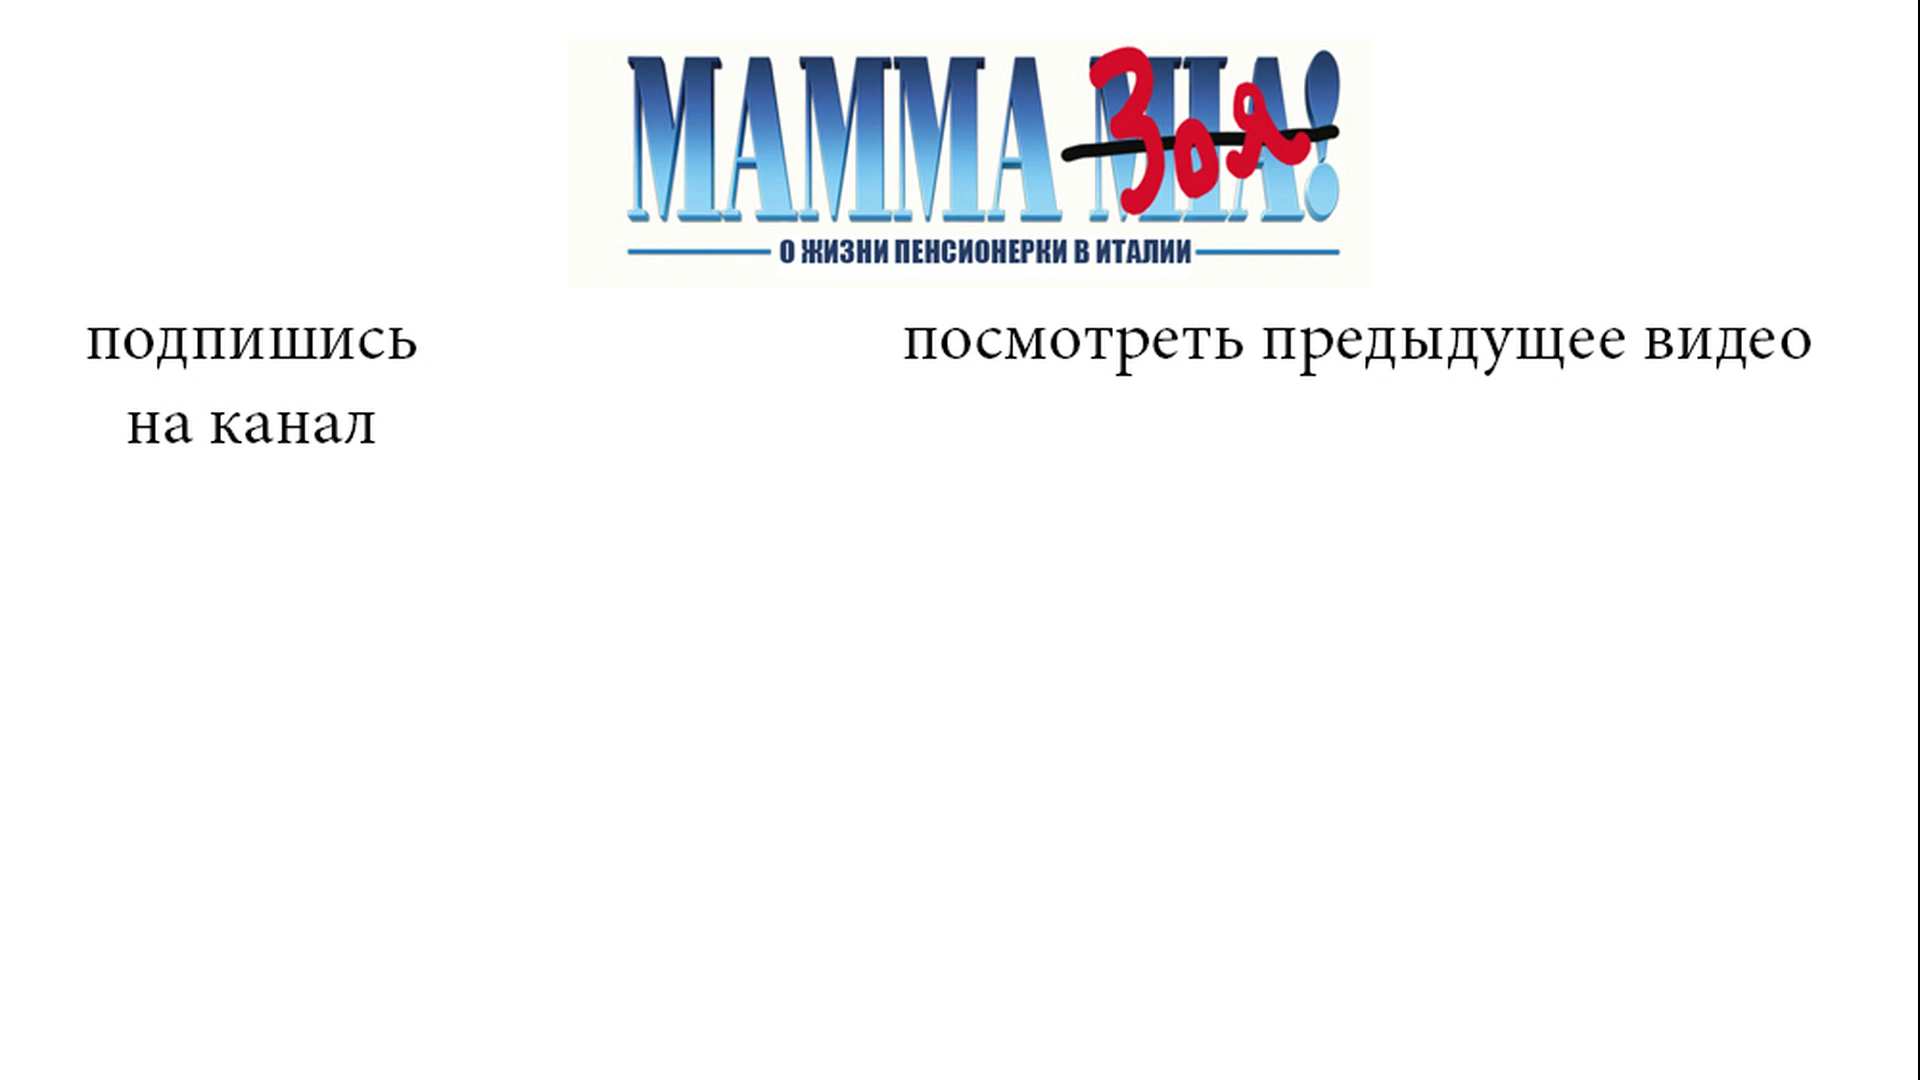 MAMMA MIA!
Зоя
О ЖИЗНИ ПЕНСИОНЕРКИ В ИТАЛИИ
подпишись
на канал
посмотреть предыдущее видео